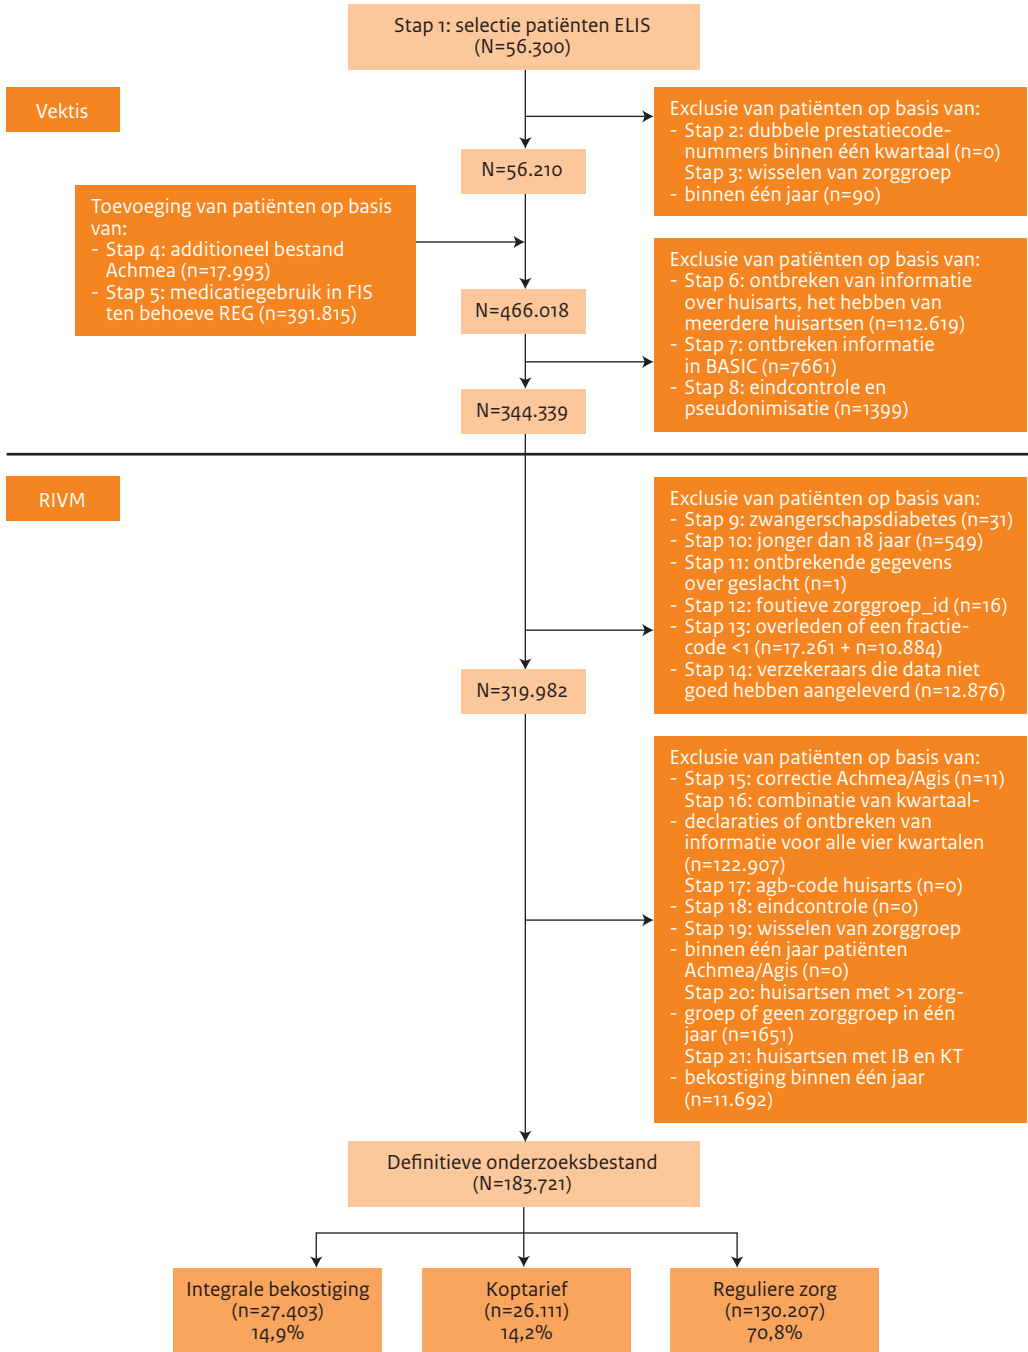 Stap 1: selectie patiënten ELIS
(N=56.300)
Vektis
Exclusie van patiënten op basis van:
- Stap 2: dubbele prestatiecode-
nummers binnen één kwartaal (n=0)
Stap 3: wisselen van zorggroep
- binnen één jaar (n=90)
N=56.210
Toevoeging van patiënten op basis
van:
- Stap 4: additioneel bestand
Achmea (n=17.993)
- Stap 5: medicatiegebruik in FIS
ten behoeve REG (n=391.815)
Exclusie van patiënten op basis van:
- Stap 6: ontbreken van informatie
over huisarts, het hebben van
meerdere huisartsen (n=112.619)
- Stap 7: ontbreken informatie
in BASIC (n=7661)
- Stap 8: eindcontrole en
pseudonimisatie (n=1399)
N=466.018
N=344.339
RIVM
Exclusie van patiënten op basis van:
- Stap 9: zwangerschapsdiabetes (n=31)
- Stap 10: jonger dan 18 jaar (n=549)
- Stap 11: ontbrekende gegevens
over geslacht (n=1)
- Stap 12: foutieve zorggroep_id (n=16)
- Stap 13: overleden of een fractie-
code <1 (n=17.261 + n=10.884)
- Stap 14: verzekeraars die data niet
goed hebben aangeleverd (n=12.876)
N=319.982
Exclusie van patiënten op basis van:
- Stap 15: correctie Achmea/Agis (n=11)
Stap 16: combinatie van kwartaal-
- declaraties of ontbreken van
informatie voor alle vier kwartalen
(n=122.907)
Stap 17: agb-code huisarts (n=0)
- Stap 18: eindcontrole (n=0)
- Stap 19: wisselen van zorggroep
- binnen één jaar patiënten
Achmea/Agis (n=0)
Stap 20: huisartsen met >1 zorg-
- groep of geen zorggroep in één
jaar (n=1651)
Stap 21: huisartsen met IB en KT
- bekostiging binnen één jaar
(n=11.692)
Definitieve onderzoeksbestand
(N=183.721)
Integrale bekostiging
(n=27.403)
14,9%
Koptarief
(n=26.111)
14,2%
Reguliere zorg
(n=130.207)
70,8%